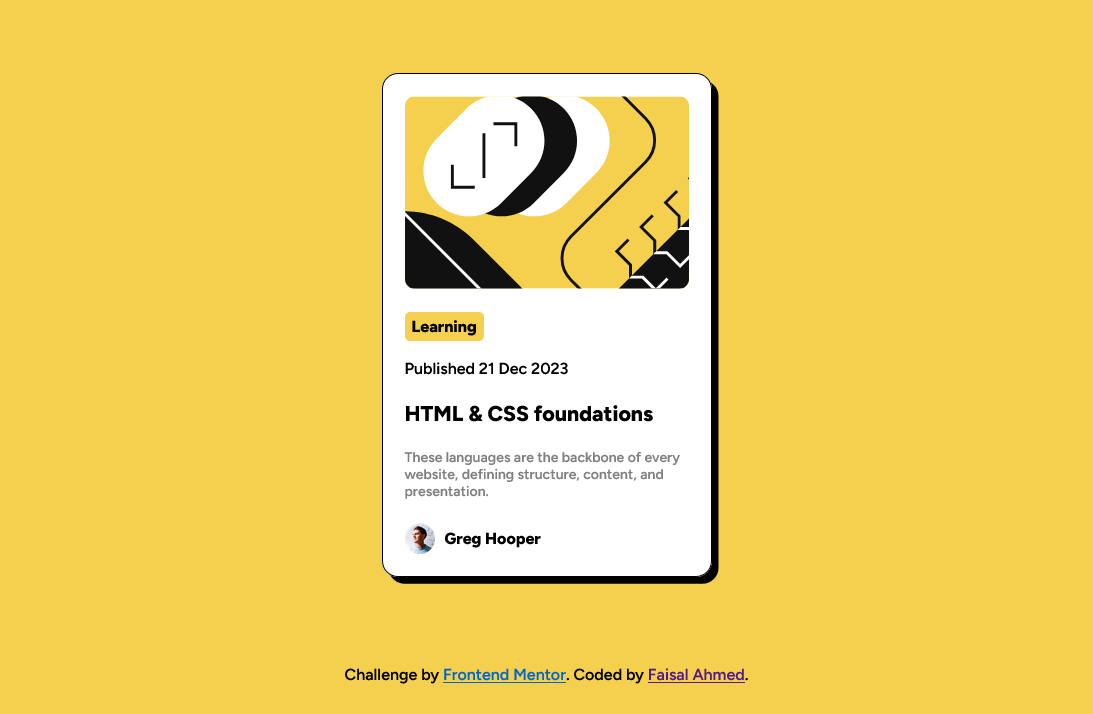 Learning
Published 21 Dec 2023
HTML & CSS foundations
These languages are the backbone of every
website, defining structure, content, and
presentation.
Greg Hooper
Challenge by Frontend Mentor. Coded by Faisal Ahmed.